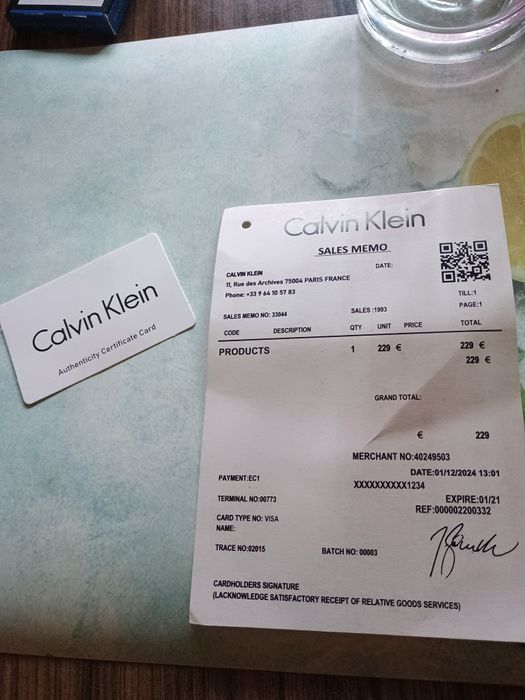 Calvin Klein
Authenticity Certificate Card
Calvin Klein
SALES MEMO
DATE:
CALVIN KLEIN
11, Rue des Archives 75004 PARIS FRANCE
Phone: +33 9 64 10 57 83
TILL:1
PAGE:1
SALES MEMO NO: 33044 SALES :1993
CODE DESCRIPTION QTY UNIT PRICE TOTAL
PRODUCTS 1 229 € 229 €
229 €
GRAND TOTAL:
€ 229
MERCHANT NO:40249503
PAYMENT:EC1 DATE:01/12/2024 13:01
XXXXXXXXXX1234
TERMINAL NO:00773 EXPIRE:01/21
REF:000002200332
CARD TYPE NO: VISA
NAME:
TRACE NO:02015 BATCH NO: 00003
CARDHOLDERS SIGNATURE
(LACKNOWLEDGE SATISFACTORY RECEIPT OF RELATIVE GOODS SERVICES)